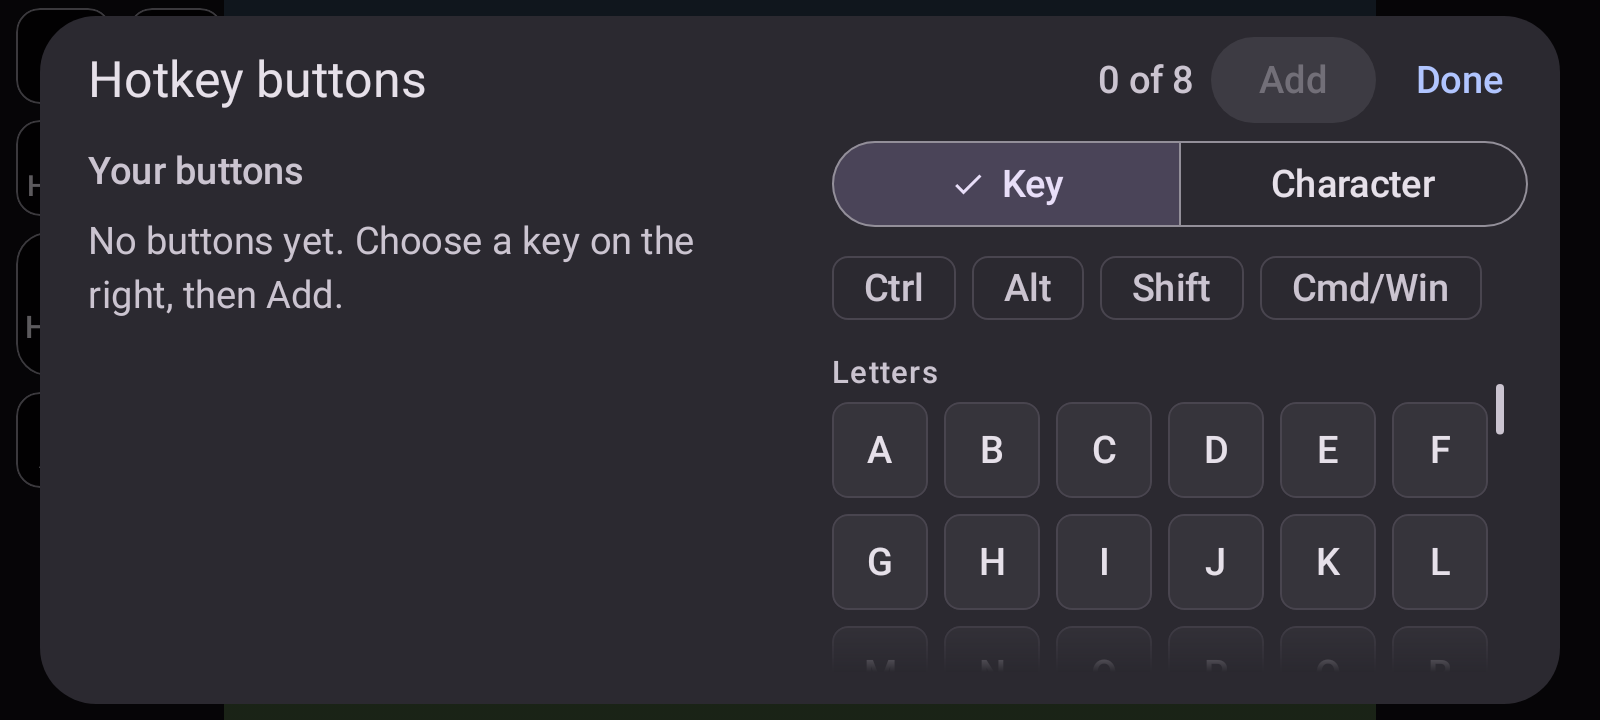 Hotkey buttons
0 of 8 Add Done
Your buttons
No buttons yet. Choose a key on the
right, then Add.
Key Character
Ctrl Alt Shift Cmd/Win
Letters
A B C D E F
G H I J K L
M N